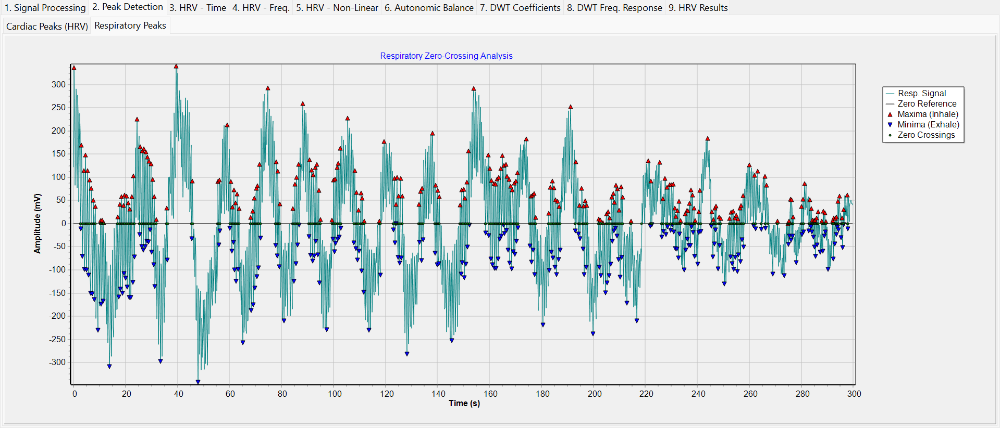 1. Signal Processing 2. Peak Detection 3. HRV - Time 4. HRV - Freq. 5. HRV - Non-Linear 6. Autonomic Balance 7. DWT Coefficients 8. DWT Freq. Response 9. HRV Results
Cardiac Peaks (HRV) Respiratory Peaks
Respiratory Zero-Crossing Analysis
Amplitude (mV)
300
250
200
150
100
50
0
-50
-100
-150
-200
-250
-300
0 20 40 60 80 100 120 140 160 180 200 220 240 260 280 300
Time (s)
Resp. Signal
Zero Reference
Maxima (Inhale)
Minima (Exhale)
Zero Crossings